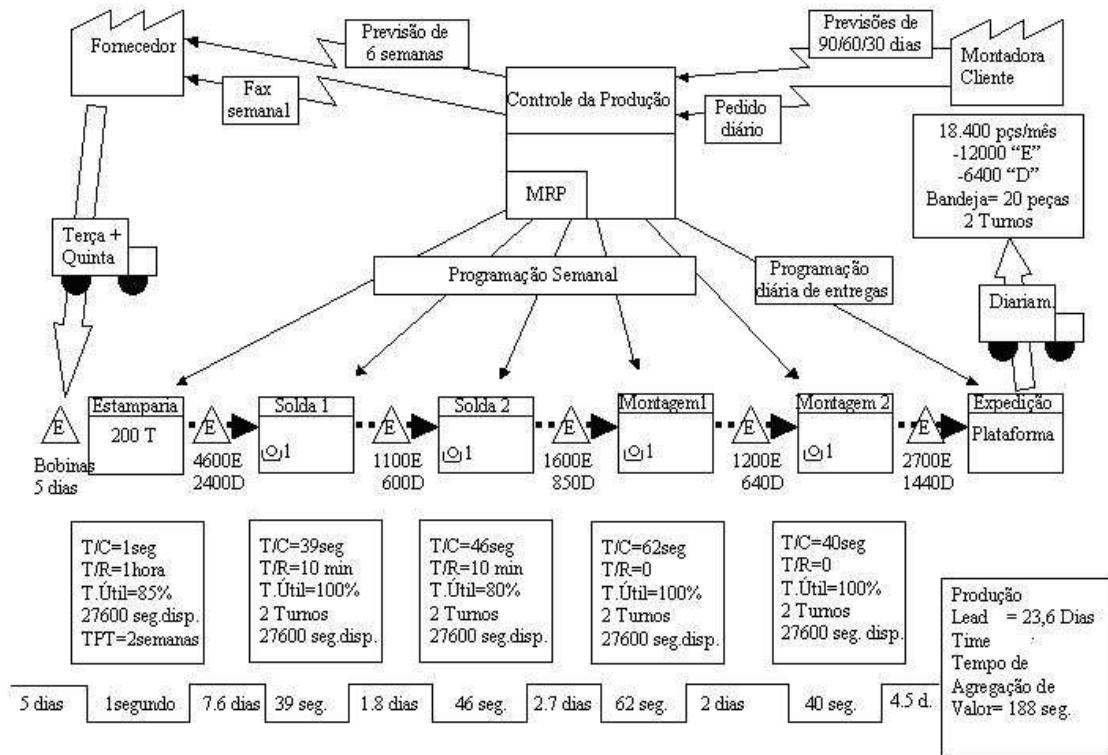 Fornecedor
Previsão de
6 semanas
Fax
semanal
Controle da Produção
MRP
Previsões de
90/60/30 dias
Pedido
diário
Montadora
Cliente
18.400 pçs/mês
-12000 “E”
-6400 “D”
Bandeja= 20 peças
2 Turnos
Terça +
Quinta
Programação Semanal
Programação
diária de entregas
Diariam.
E
Bobinas
5 dias
Estamparia
200 T
E
4600E
2400D
Solda 1
1
E
1100E
600D
Solda 2
1
E
1600E
850D
Montagem1
1
E
1200E
640D
Montagem 2
1
E
2700E
1440D
Expedição
Plataforma
T/C=1seg
T/R=1hora
T.Útil=85%
27600 seg.disp.
TPT=2semanas
T/C=39seg
T/R=10 min
T.Útil=100%
2 Turnos
27600 seg.disp.
T/C=46seg
T/R=10 min
T.Útil=80%
2 Turnos
27600 seg.disp.
T/C=62seg
T/R=0
T.Útil=100%
2 Turnos
27600 seg.disp.
T/C=40seg
T/R=0
T.Útil=100%
2 Turnos
27600 seg.disp.
5 dias
1segundo
7.6 dias
39 seg.
1.8 dias
46 seg.
2.7 dias
62 seg.
2 dias
40 seg.
4.5 d.
Produção
Lead = 23,6 Dias
Time
Tempo de
Agregação de
Valor= 188 seg.